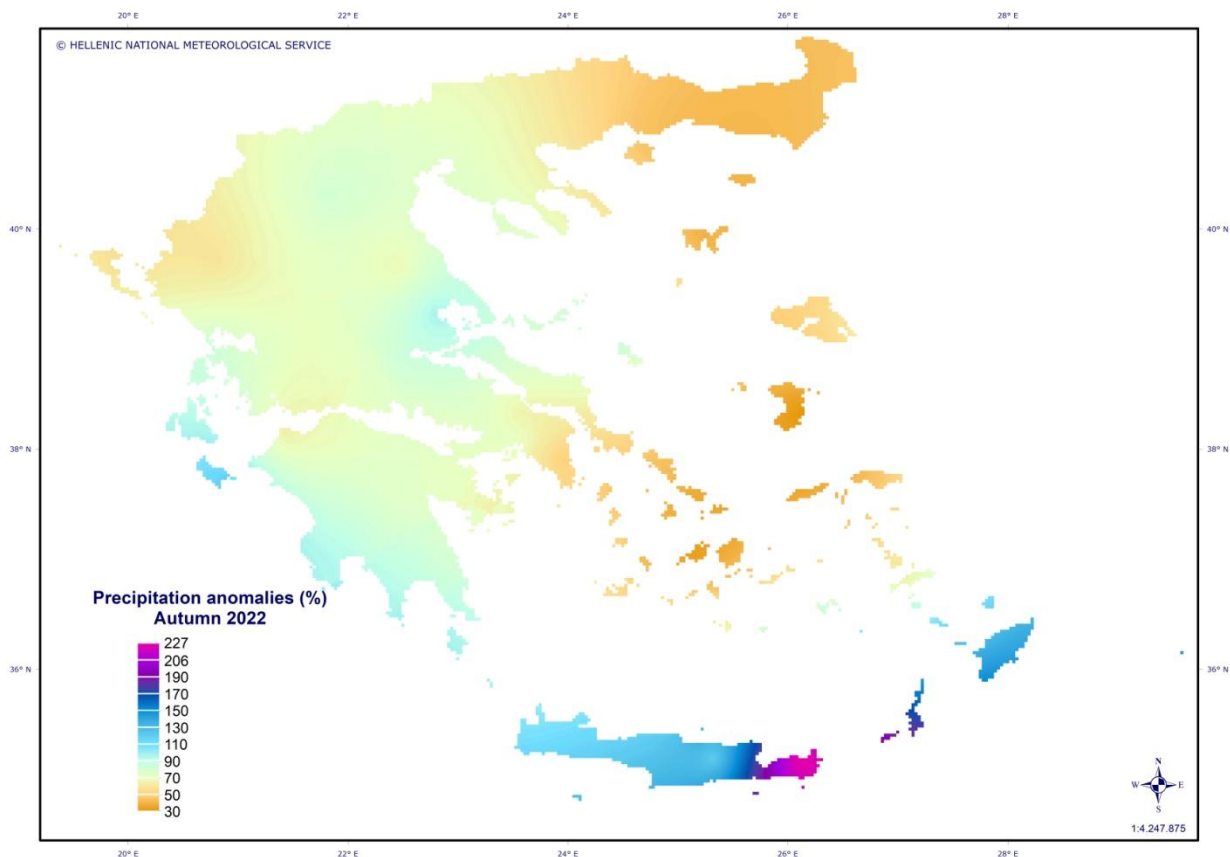 20° E 22° E 24° E 26° E 28° E
© HELLENIC NATIONAL METEOROLOGICAL SERVICE
40° N 40° N
38° N 38° N
36° N 36° N
Precipitation anomalies (%)
Autumn 2022
227
206
190
170
150
130
110
90
70
50
30
N
W E
S
1:4.247.875
20° E 22° E 24° E 26° E 28° E